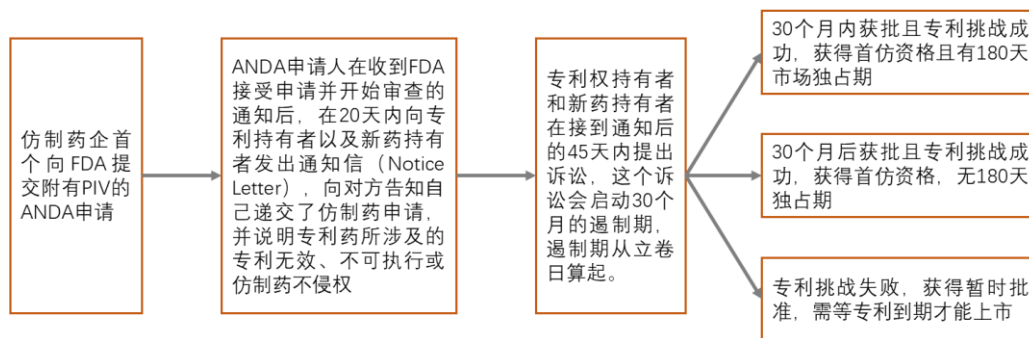 仿制药企首
个向FDA提
交附有PIV的
ANDA申请
ANDA申请人在收到FDA
接受申请并开始审查的
通知后，在20天内向专
利持有者以及新药持有
者发出通知信（Notice
Letter），向对方告知自
己递交了仿制药申请，
并说明专利药所涉及的
专利无效、不可执行或
仿制药不侵权
专利权持有者
和新药持有者
在接到通知后
的45天内提出
诉讼，这个诉
讼会启动30个
月的遏制期，
遏制期从立卷
日算起。
30个月内获批且专利挑战成
功，获得首仿资格且有180天
市场独占期
30个月后获批且专利挑战成
功，获得首仿资格，无180天
独占期
专利挑战失败，获得暂时批
准，需等专利到期才能上市